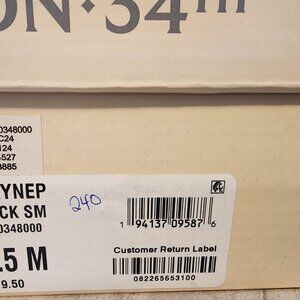 ON·34TH
0348000
C24
124
527
8885
YNEP
CK SM
0348000
240
1 94137 09587 6
.5 M
9.50
Customer Return Label
082265653100